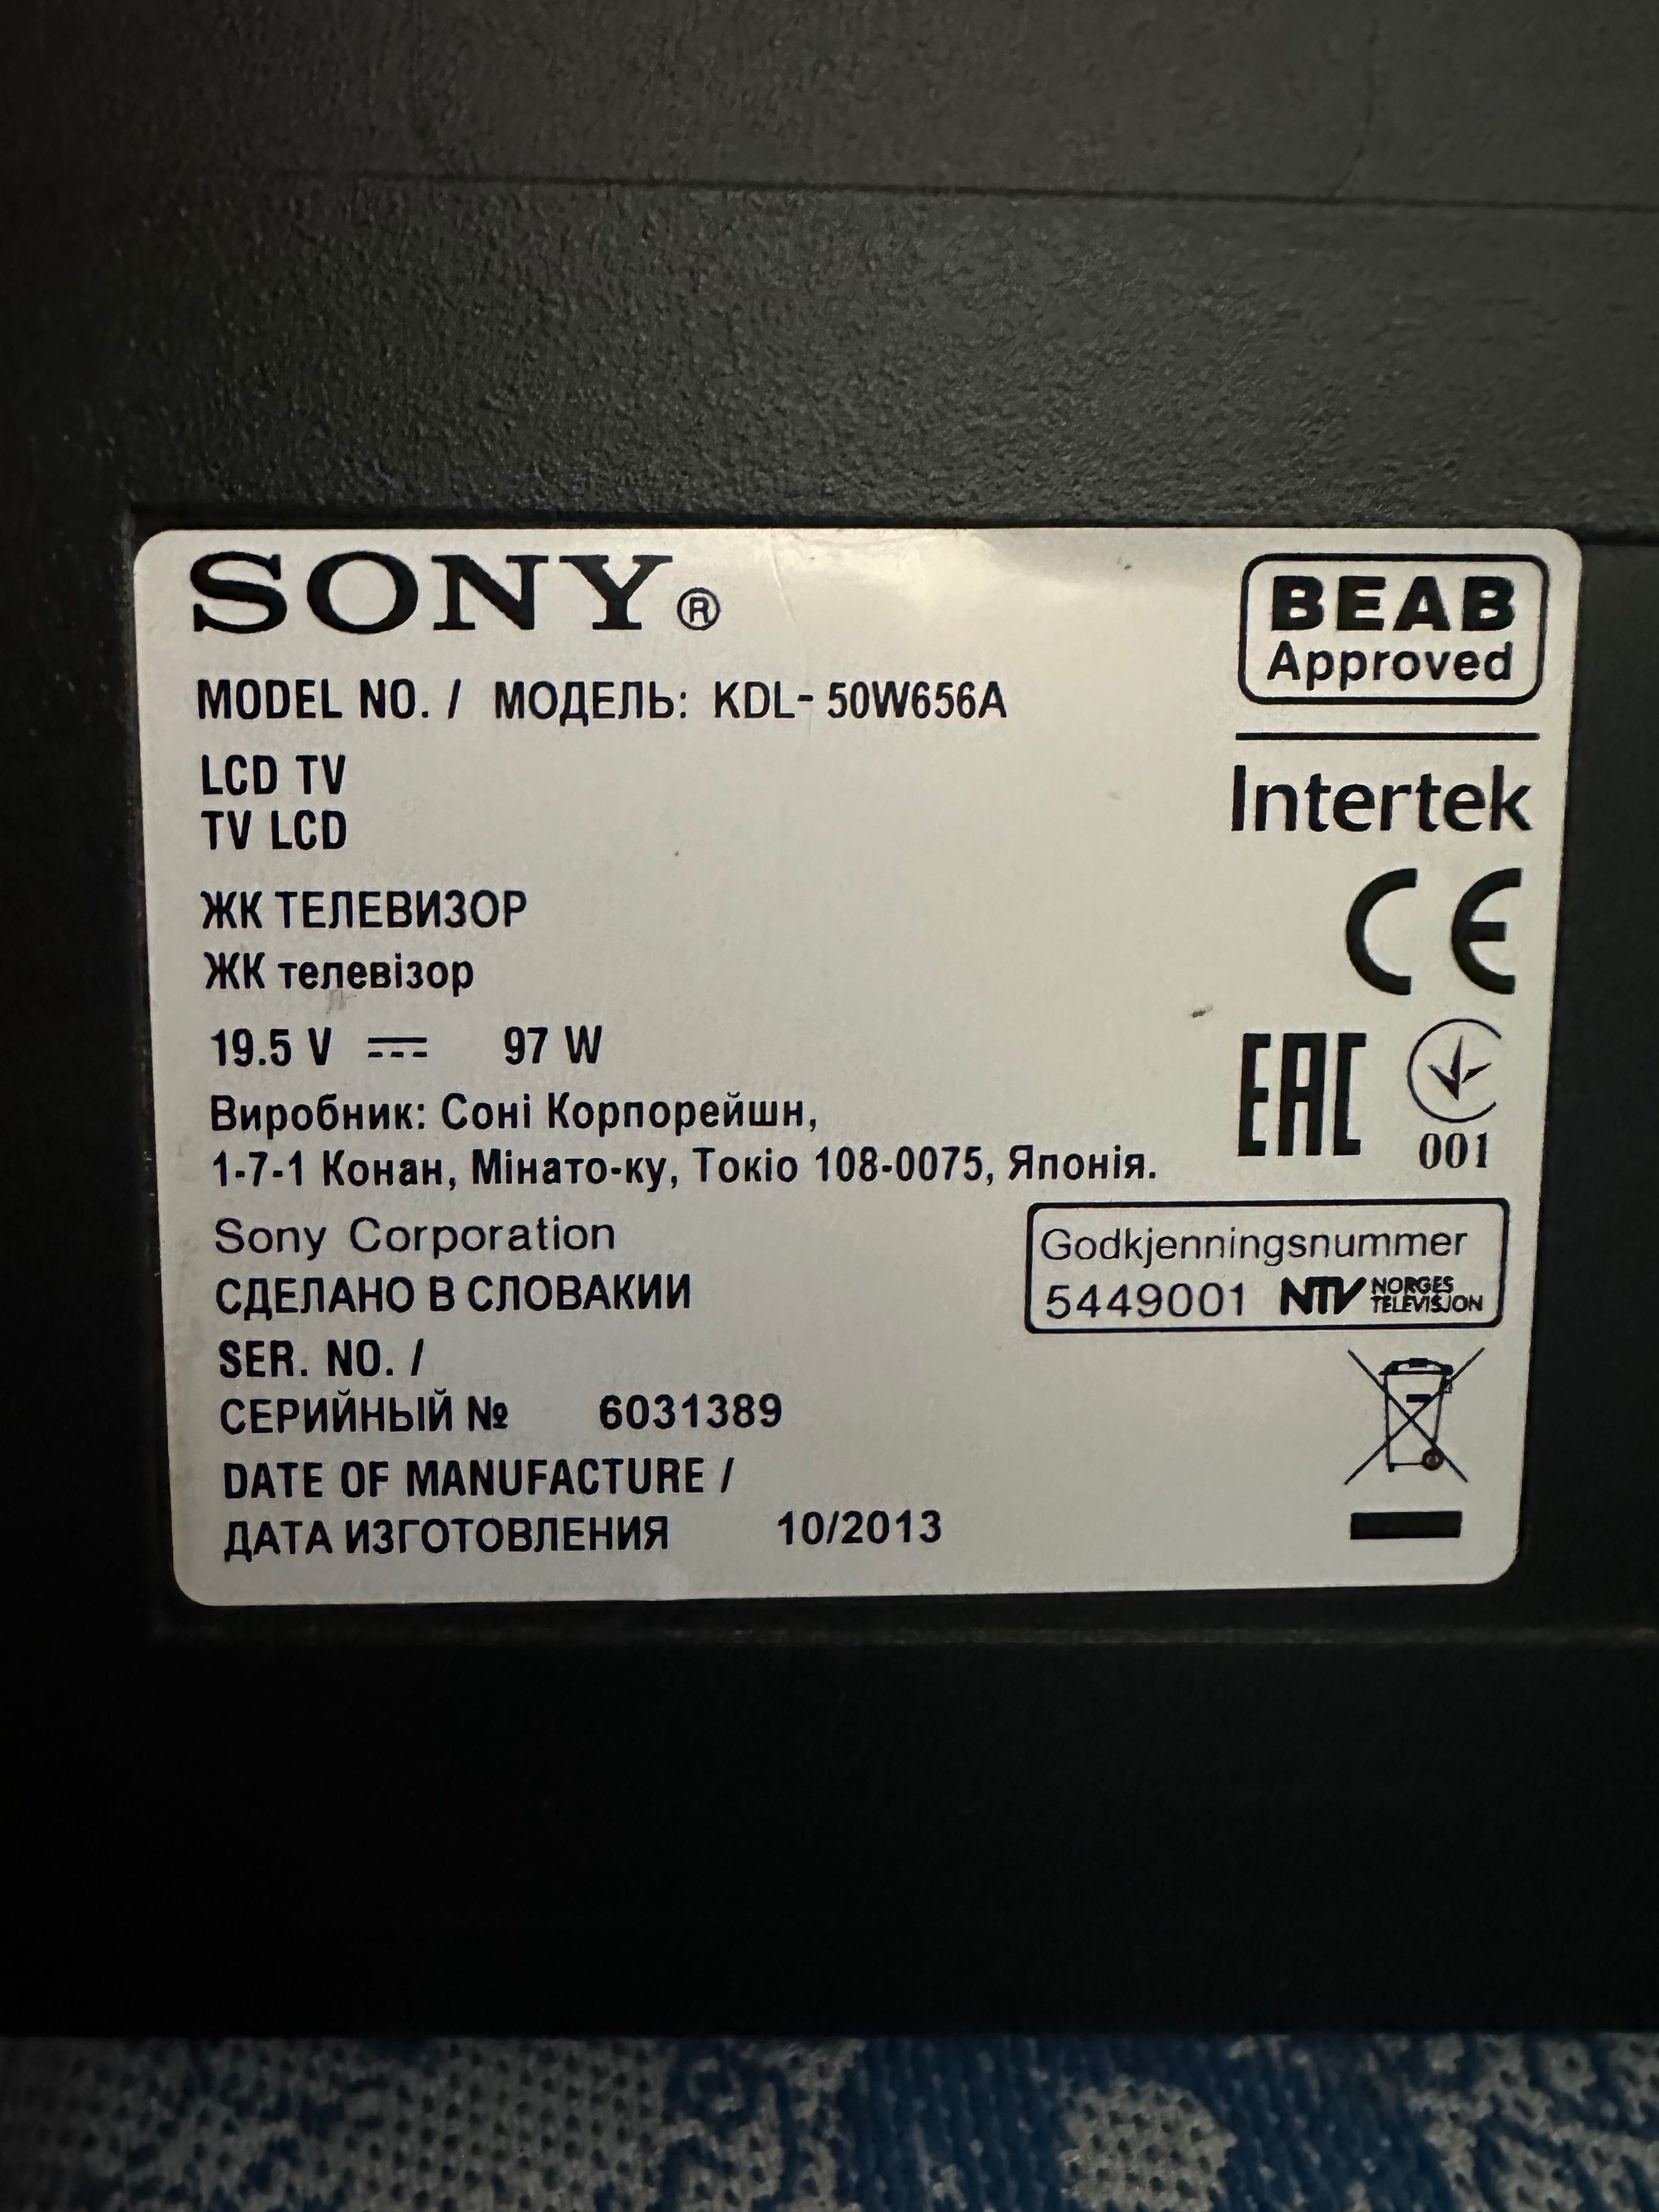 SONY®
MODEL NO. / МОДЕЛЬ: KDL- 50W656A
LCD TV
TV LCD
ЖК ТЕЛЕВИЗОР
ЖК телевізор
19.5 V 97 W
Виробник: Соні Корпорейшн,
1-7-1 Конан, Мінато-ку, Токіо 108-0075, Японія.
Sony Corporation
СДЕЛАНО В СЛОВАКИИ
SER. NO. /
СЕРИЙНЫЙ № 6031389
DATE OF MANUFACTURE /
ДАТА ИЗГОТОВЛЕНИЯ 10/2013
BEAB
Approved
Intertek
CE
EAC
001
Godkjenningsnummer
5449001 NTV NORGES
TELEVISJON